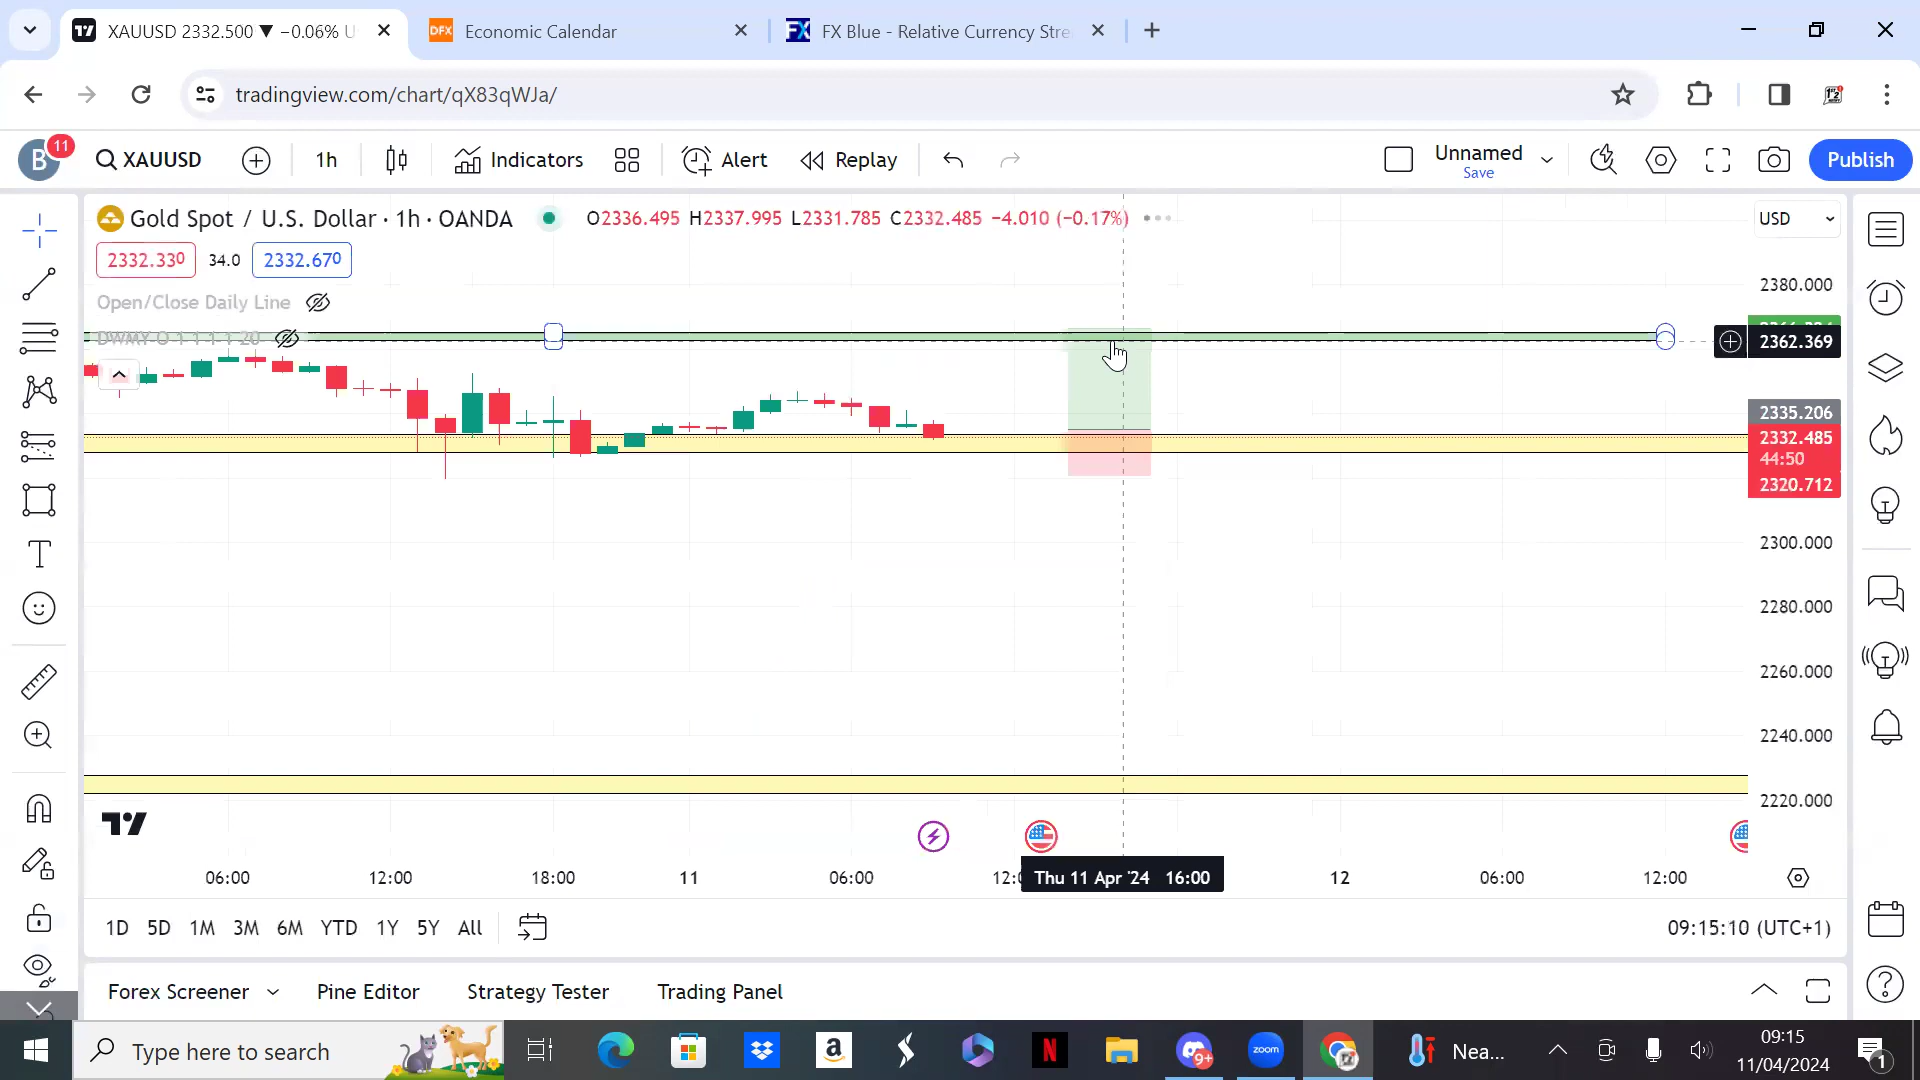 XAUUSD 2332.500 ▼ −0.06% U
DFX Economic Calendar
FX FX Blue - Relative Currency Stre
tradingview.com/chart/qX83qWJa/
B 11
XAUUSD
1h
Indicators
Alert
Replay
Unnamed
Save
Publish
Gold Spot / U.S. Dollar · 1h · OANDA
O2336.495 H2337.995 L2331.785 C2332.485 −4.010 (−0.17%)
USD
2332.330 34.0 2332.670
Open/Close Daily Line
DWMY O 1 1 1 1 20
2380.000
2362.369
2335.206
2332.485
44:50
2320.712
2300.000
2280.000
2260.000
2240.000
2220.000
06:00 12:00 18:00 11 06:00 Thu 11 Apr '24 16:00 12 06:00 12:00
1D 5D 1M 3M 6M YTD 1Y 5Y All
09:15:10 (UTC+1)
Forex Screener Pine Editor Strategy Tester Trading Panel
Type here to search
zoom
9+
Nea...
09:15
11/04/2024
1